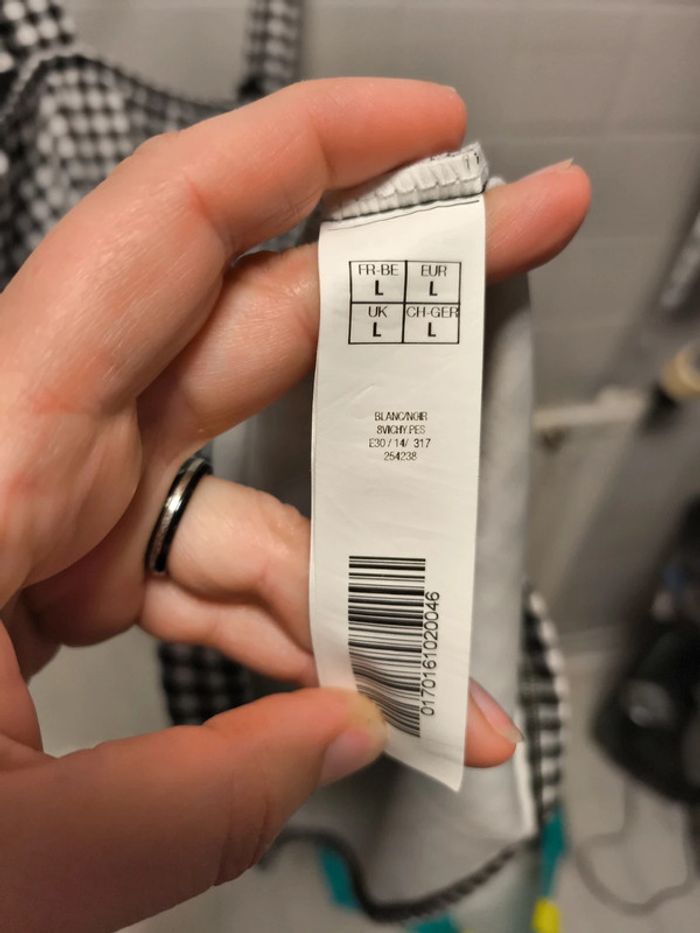 FR-BE EUR
L L
UK CH-GER
L L
BLANC/NOIR
8VICHY.PES
E30 / 14/ 317
254238
0170161020046